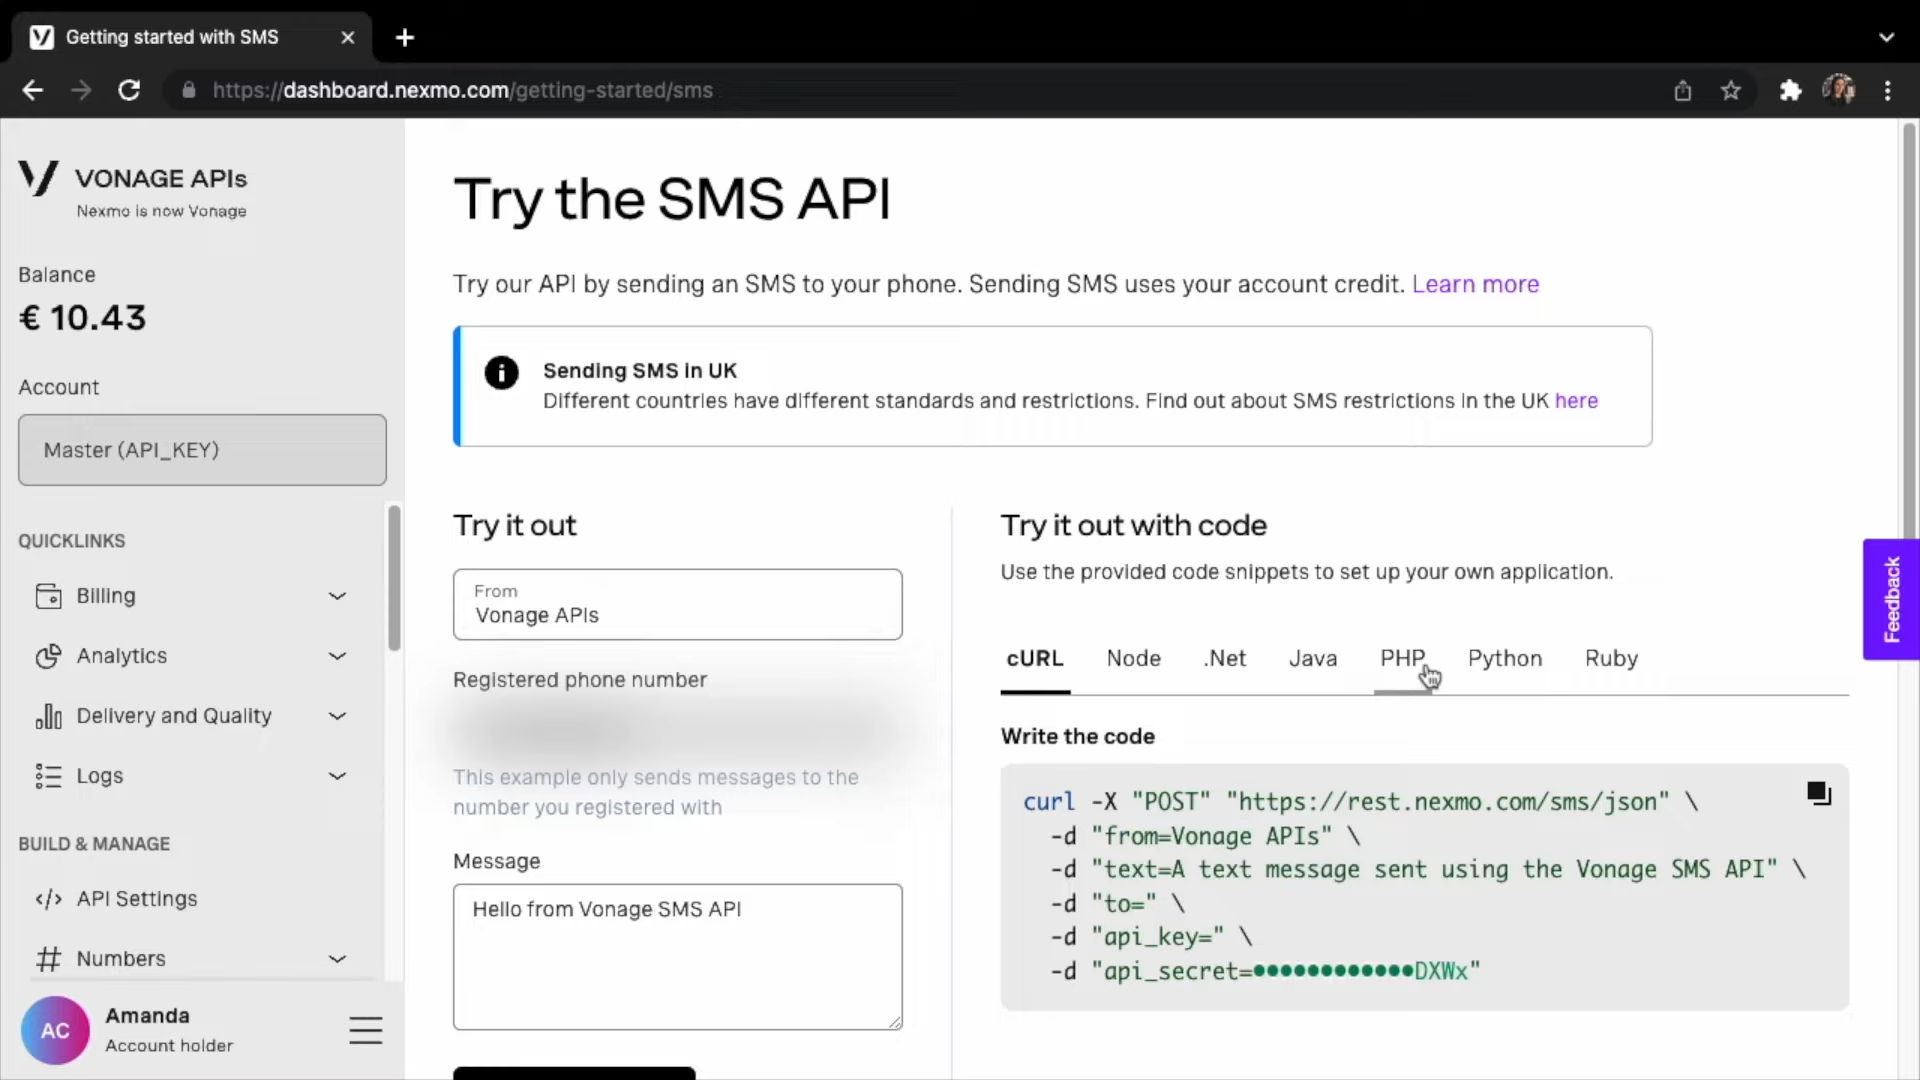 Getting started with SMS
https://dashboard.nexmo.com/getting-started/sms
VONAGE APIs
Nexmo is now Vonage
Balance
€ 10.43
Account
Master (API_KEY)
QUICKLINKS
Billing
Analytics
Delivery and Quality
Logs
BUILD & MANAGE
</> API Settings
# Numbers
AC
Amanda
Account holder
Try the SMS API
Try our API by sending an SMS to your phone. Sending SMS uses your account credit. Learn more
Sending SMS in UK
Different countries have different standards and restrictions. Find out about SMS restrictions in the UK here
Try it out
From
Vonage APIs
Registered phone number
This example only sends messages to the
number you registered with
Message
Hello from Vonage SMS API
Try it out with code
Use the provided code snippets to set up your own application.
cURL Node .Net Java PHP Python Ruby
Write the code
curl -X "POST" "https://rest.nexmo.com/sms/json" \
-d "from=Vonage APIs" \
-d "text=A text message sent using the Vonage SMS API" \
-d "to=" \
-d "api_key=" \
-d "api_secret=●●●●●●●●●●●●DXWx"
Feedback